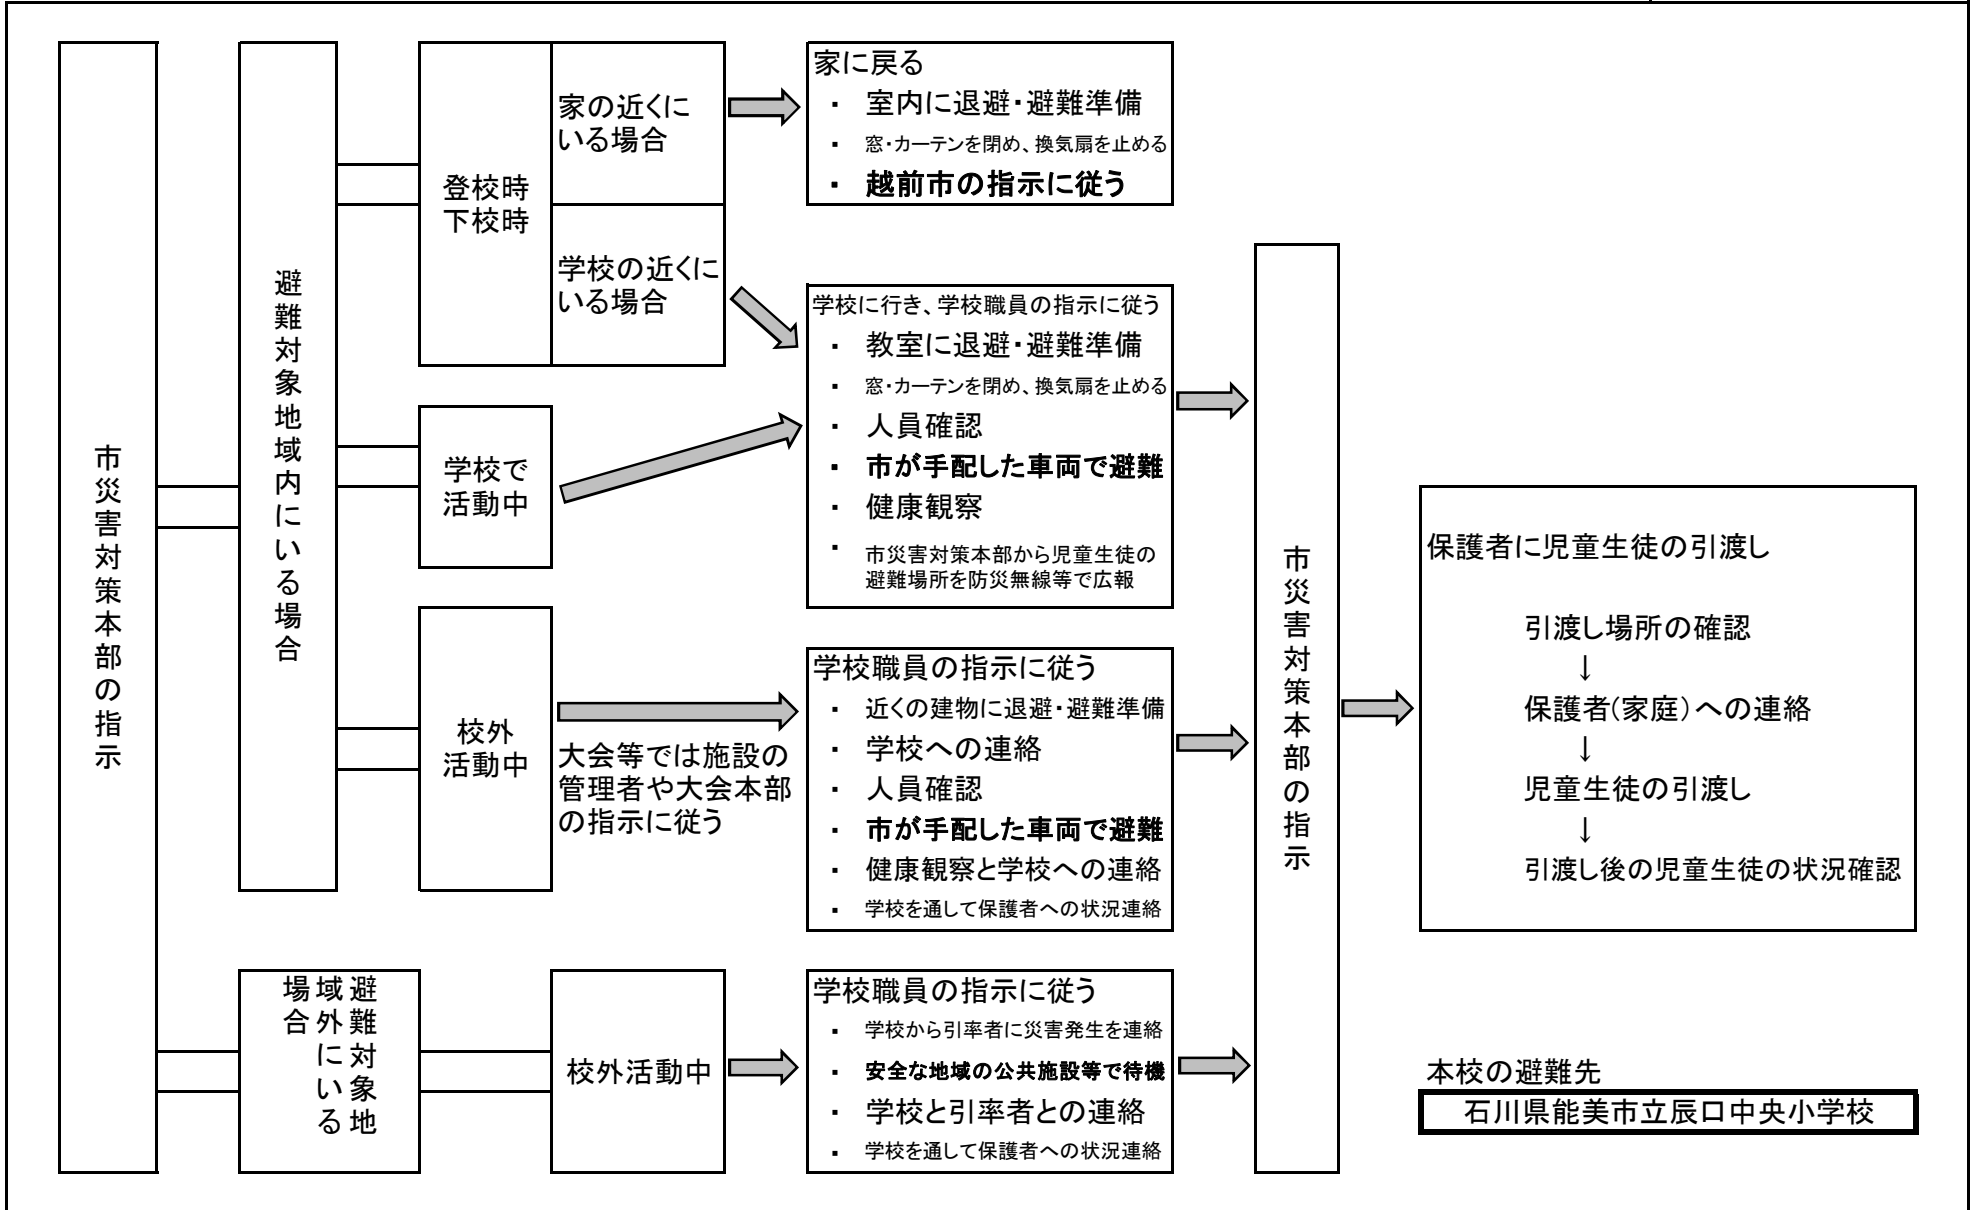 市災害対策本部の指示
避難対象地域内にいる場合
登校時
下校時
家の近くに
いる場合
家に戻る
・ 室内に退避・避難準備
・ 窓・カーテンを閉め、換気扇を止める
・ 越前市の指示に従う
学校の近くに
いる場合
学校に行き、学校職員の指示に従う
・ 教室に退避・避難準備
・ 窓・カーテンを閉め、換気扇を止める
・ 人員確認
・ 市が手配した車両で避難
・ 健康観察
・ 市災害対策本部から児童生徒の
避難場所を防災無線等で広報
学校で
活動中
校外
活動中
大会等では施設の
管理者や大会本部
の指示に従う
学校職員の指示に従う
・ 近くの建物に退避・避難準備
・ 学校への連絡
・ 人員確認
・ 市が手配した車両で避難
・ 健康観察と学校への連絡
・ 学校を通して保護者への状況連絡
避難対象地
域外にいる
場合
校外活動中
学校職員の指示に従う
・ 学校から引率者に災害発生を連絡
・ 安全な地域の公共施設等で待機
・ 学校と引率者との連絡
・ 学校を通して保護者への状況連絡
市災害対策本部の指示
保護者に児童生徒の引渡し
引渡し場所の確認
↓
保護者(家庭)への連絡
↓
児童生徒の引渡し
↓
引渡し後の児童生徒の状況確認
本校の避難先
石川県能美市立辰口中央小学校